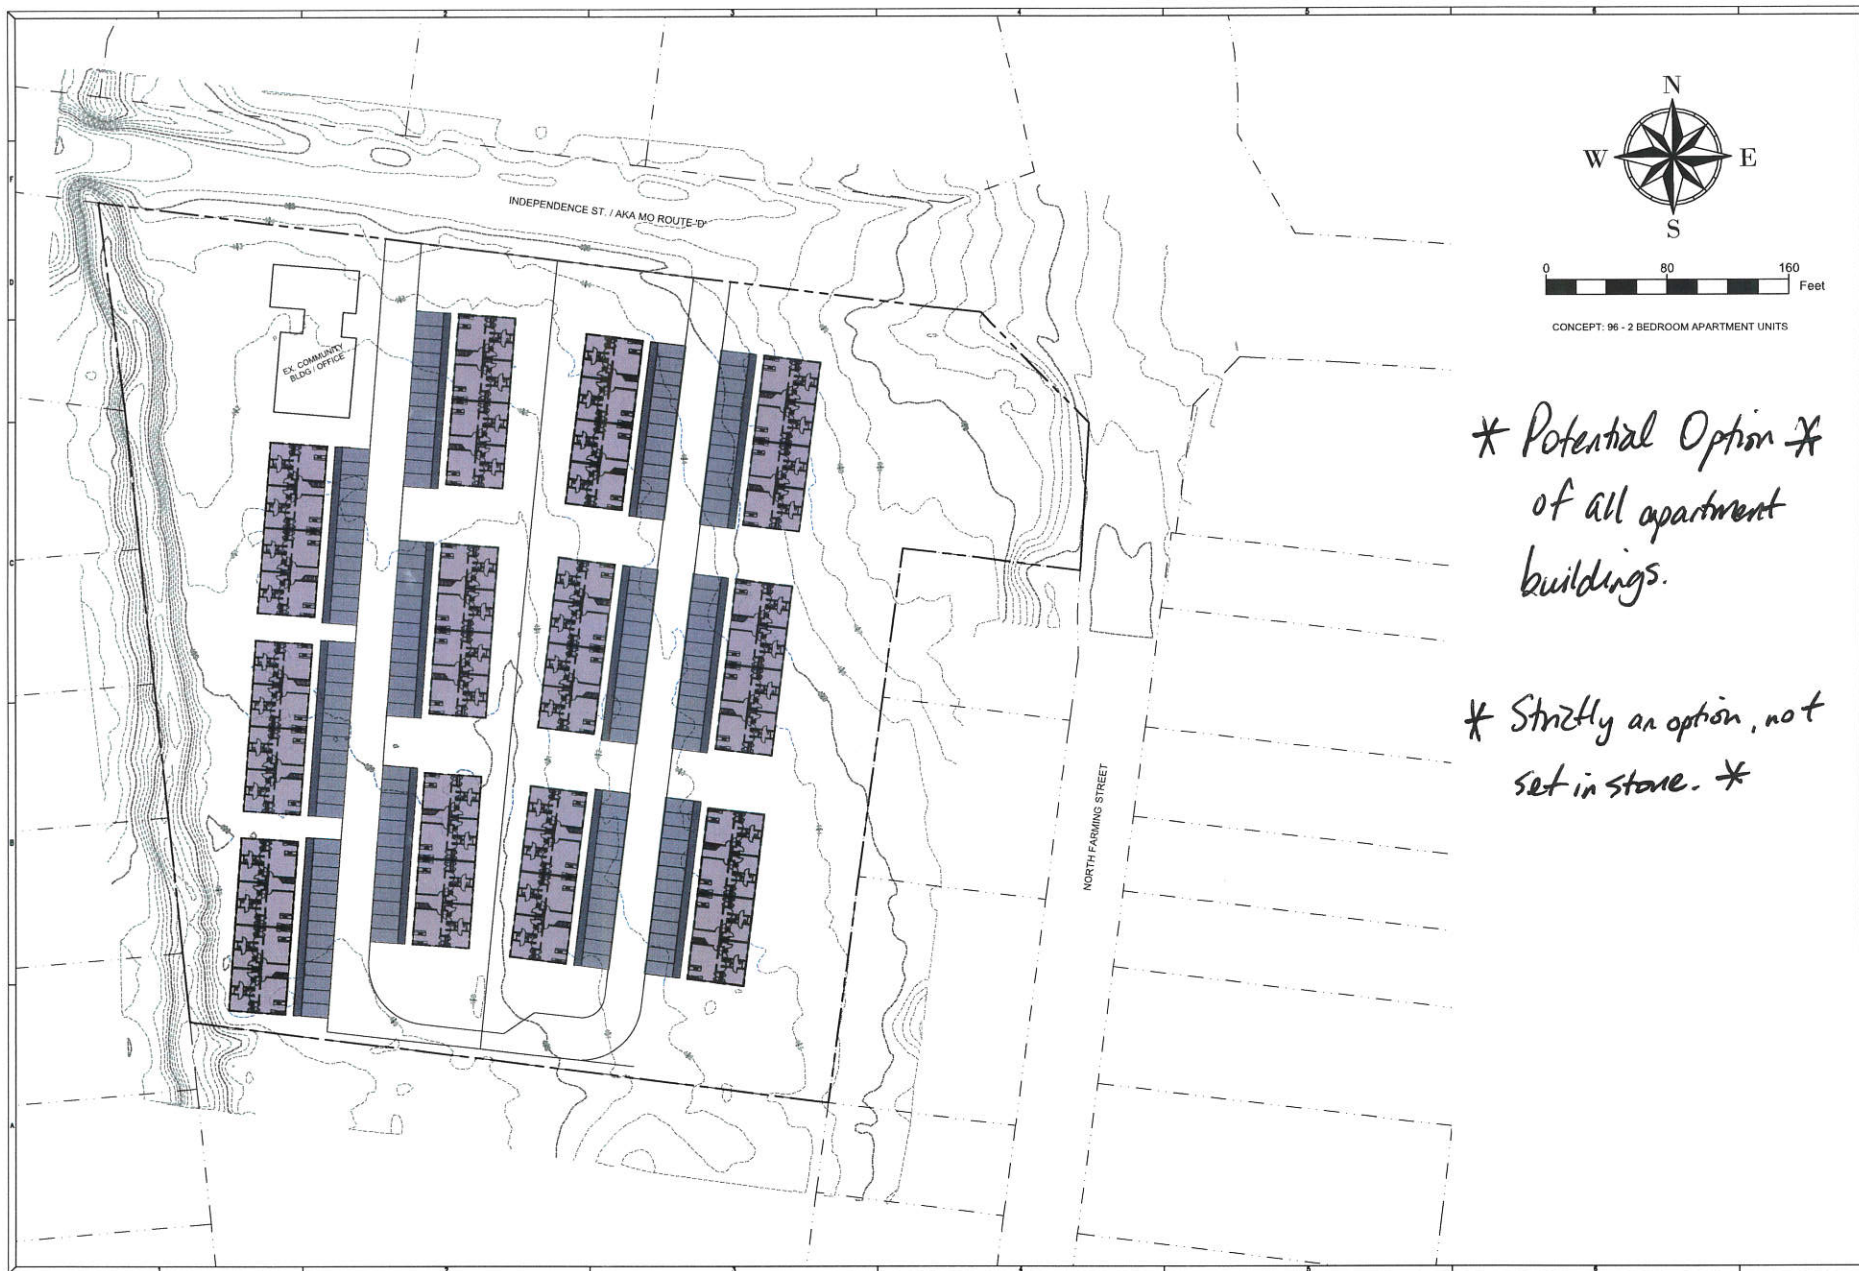 INDEPENDENCE ST. / AKA MO ROUTE-'D'
EX. COMMUNITY
BLDG / OFFICE
NORTH FARMING STREET
N
W
E
S
0 80 160
Feet
CONCEPT: 96 - 2 BEDROOM APARTMENT UNITS
* Potential Option *
of all apartment
buildings.
* Strictly an option, not
set in stone. *